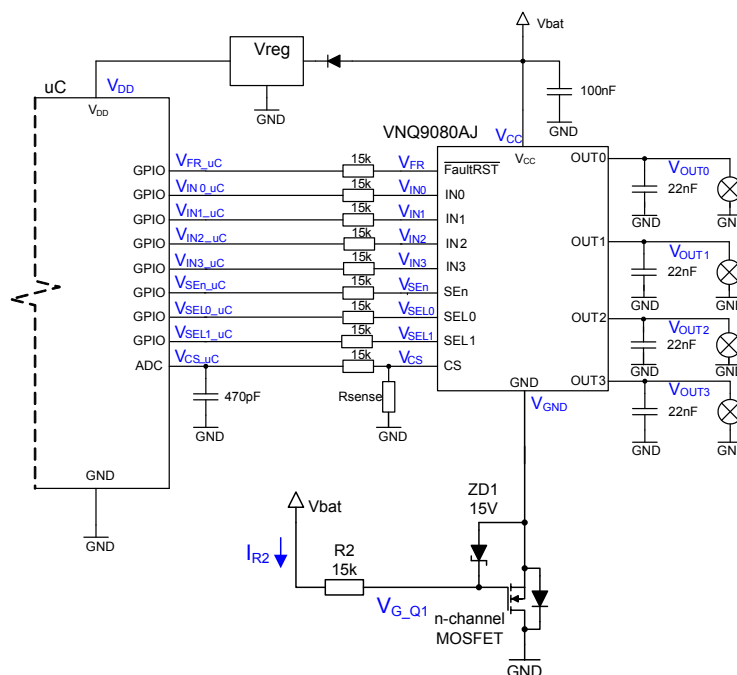 Vbat
Vreg
GND
100nF
GND
uC
VDD
VDD
VNQ9080AJ
VCC
VCC
GPIO
VFR_uC
15k
VFR
FaultRST
GPIO
VIN0_uC
15k
VIN0
IN0
GPIO
VIN1_uC
15k
VIN1
IN1
GPIO
VIN2_uC
15k
VIN2
IN2
GPIO
VIN3_uC
15k
VIN3
IN3
GPIO
VSEn_uC
15k
VSEn
SEn
GPIO
VSEL0_uC
15k
VSEL0
SEL0
GPIO
VSEL1_uC
15k
VSEL1
SEL1
ADC
VCS_uC
15k
VCS
CS
470pF
GND
Rsense
GND
GND
VGND
OUT0
VOUT0
22nF
GND
GND
OUT1
VOUT1
22nF
GND
GND
OUT2
VOUT2
22nF
GND
GND
OUT3
VOUT3
22nF
GND
GND
GND
GND
Vbat
ZD1
15V
IR2
R2
15k
VG_Q1
n-channel
MOSFET
GND